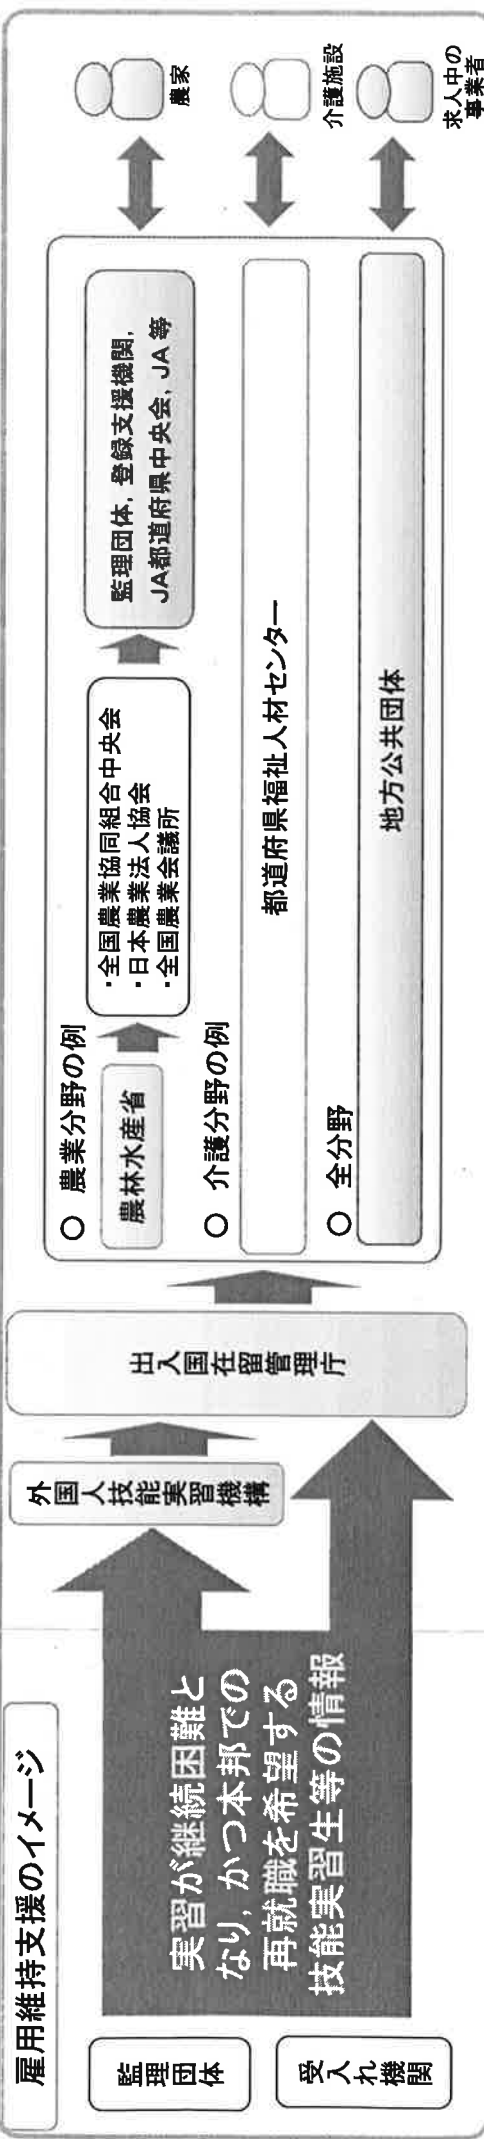 雇用維持支援のイメージ
監理団体
受入れ機関
実習が継続困難と
なり，かつ本邦での
再就職を希望する
技能実習生等の情報
外国人技能実習機構
出入国在留管理庁
○ 農業分野の例
農林水産省
・全国農業協同組合中央会
・日本農業法人協会
・全国農業会議所
監理団体，登録支援機関，
JA都道府県中央会，JA 等
農家
○ 介護分野の例
都道府県福祉人材センター
介護施設
○ 全分野
地方公共団体
求人中の
事業者